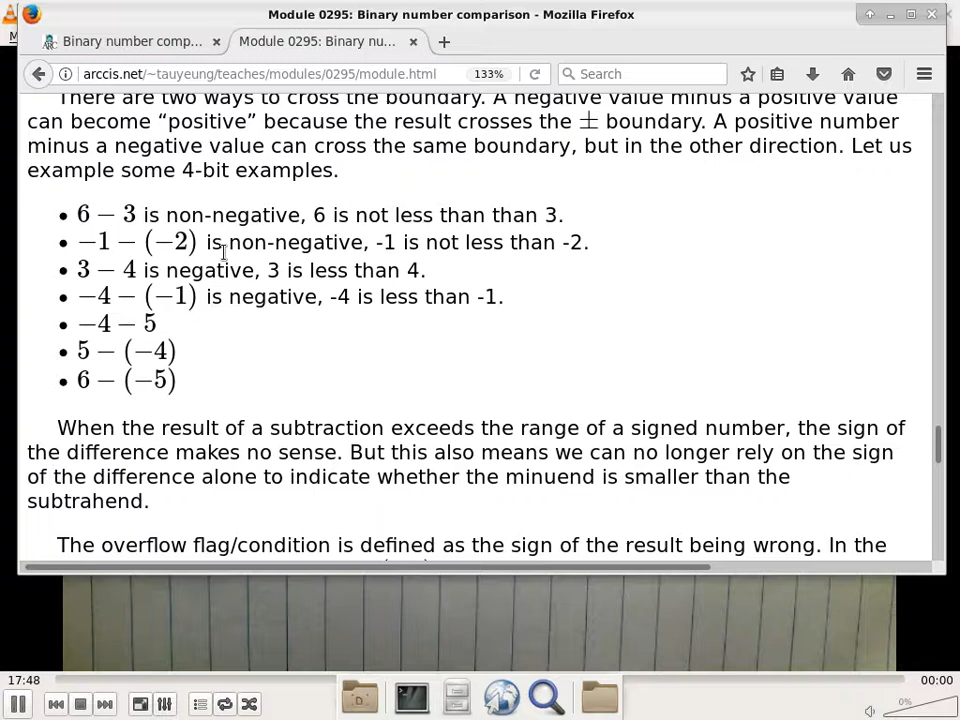 Module 0295: Binary number comparison - Mozilla Firefox
Binary number comp...
Module 0295: Binary nu...
arccis.net/~tauyeung/teaches/modules/0295/module.html
133%
Search
There are two ways to cross the boundary. A negative value minus a positive value
can become “positive” because the result crosses the ± boundary. A positive number
minus a negative value can cross the same boundary, but in the other direction. Let us
example some 4-bit examples.
• 6 − 3 is non-negative, 6 is not less than than 3.
• −1 − (−2) is non-negative, -1 is not less than -2.
• 3 − 4 is negative, 3 is less than 4.
• −4 − (−1) is negative, -4 is less than -1.
• −4 − 5
• 5 − (−4)
• 6 − (−5)
When the result of a subtraction exceeds the range of a signed number, the sign of
the difference makes no sense. But this also means we can no longer rely on the sign
of the difference alone to indicate whether the minuend is smaller than the
subtrahend.
The overflow flag/condition is defined as the sign of the result being wrong. In the
17:48
00:00
0%